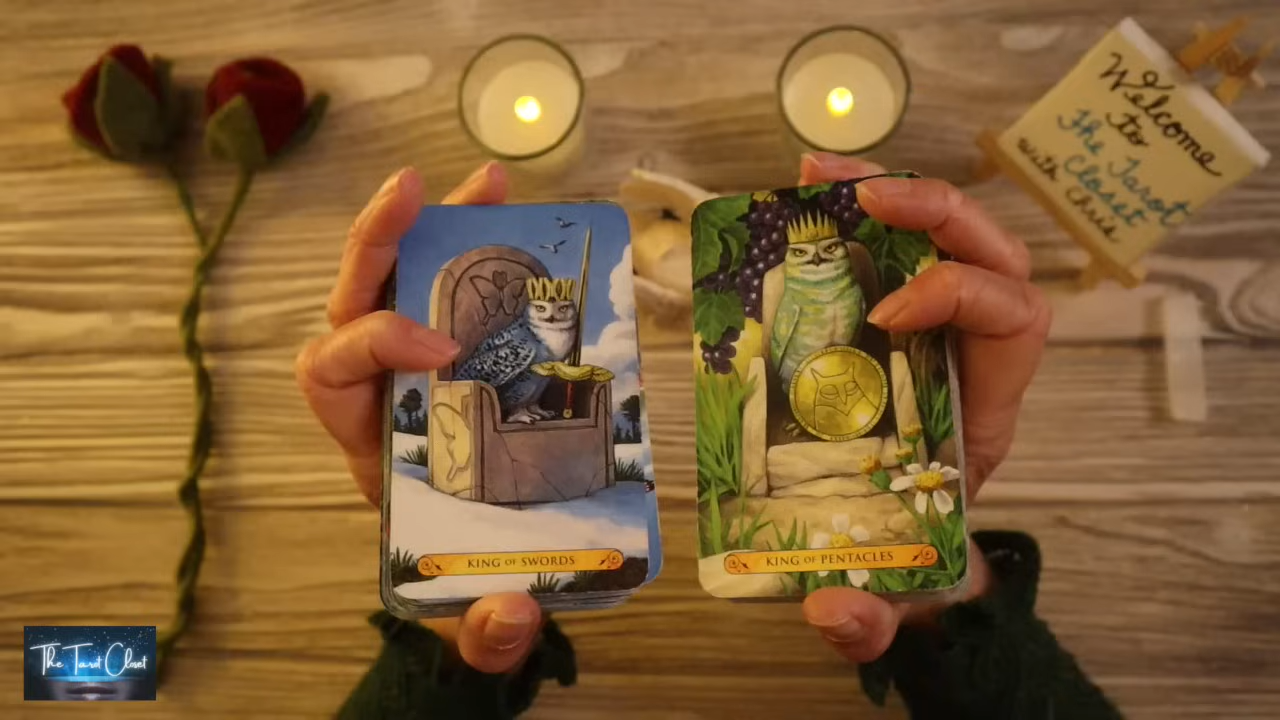 Welcome
to
The Tarot
Closet
with Chris
KING OF SWORDS
KING OF PENTACLES
The Tarot Closet